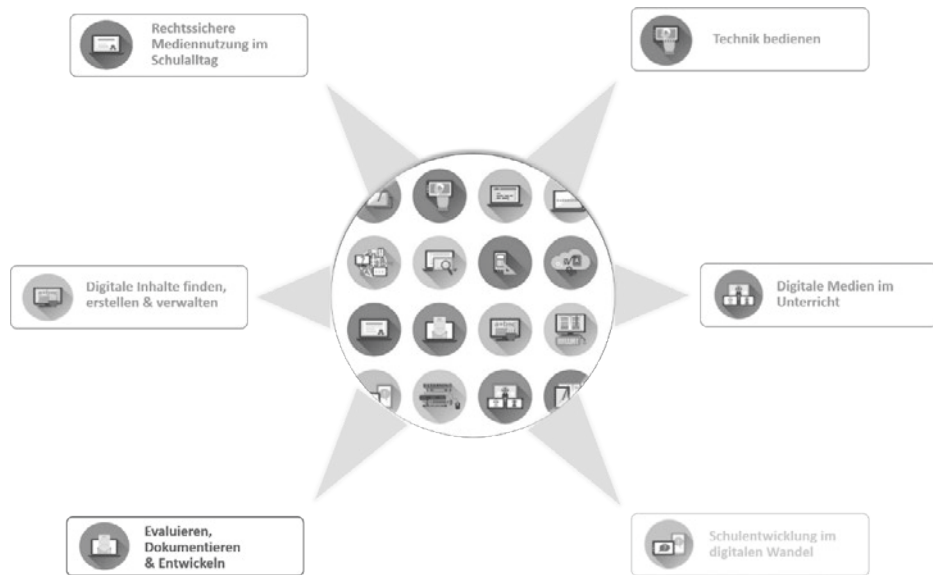 Rechtssichere
Mediennutzung im
Schulalltag
Technik bedienen
Digitale Inhalte finden,
erstellen & verwalten
Digitale Medien im
Unterricht
Evaluieren,
Dokumentieren
& Entwickeln
Schulentwicklung im
digitalen Wandel